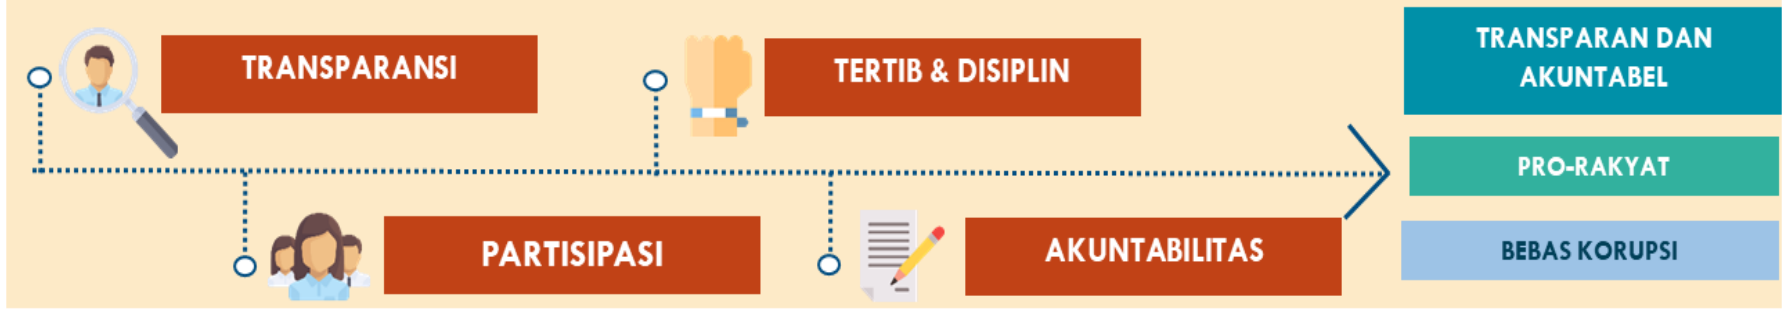 TRANSPARANSI
PARTISIPASI
TERTIB & DISIPLIN
AKUNTABILITAS
TRANSPARAN DAN
AKUNTABEL
PRO-RAKYAT
BEBAS KORUPSI